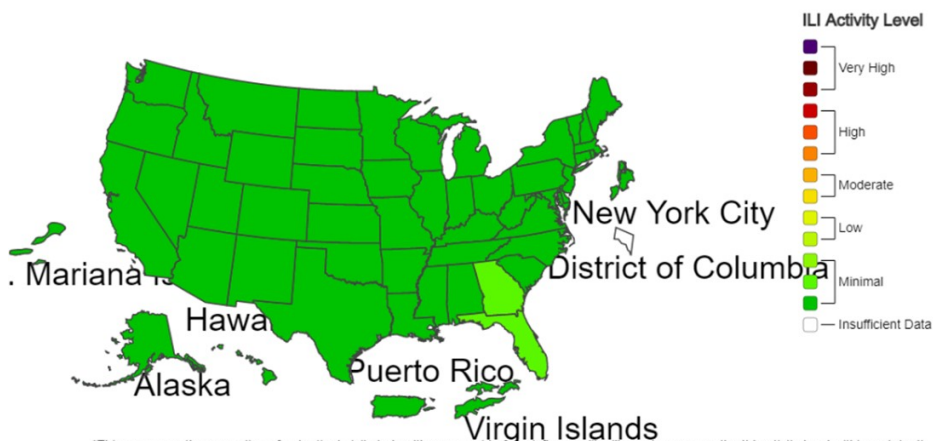 ILI Activity Level
Very High
High
Moderate
Low
Minimal
Insufficient Data
New York City
District of Columbia
. Mariana
Hawa
Alaska
Puerto Rico
Virgin Islands